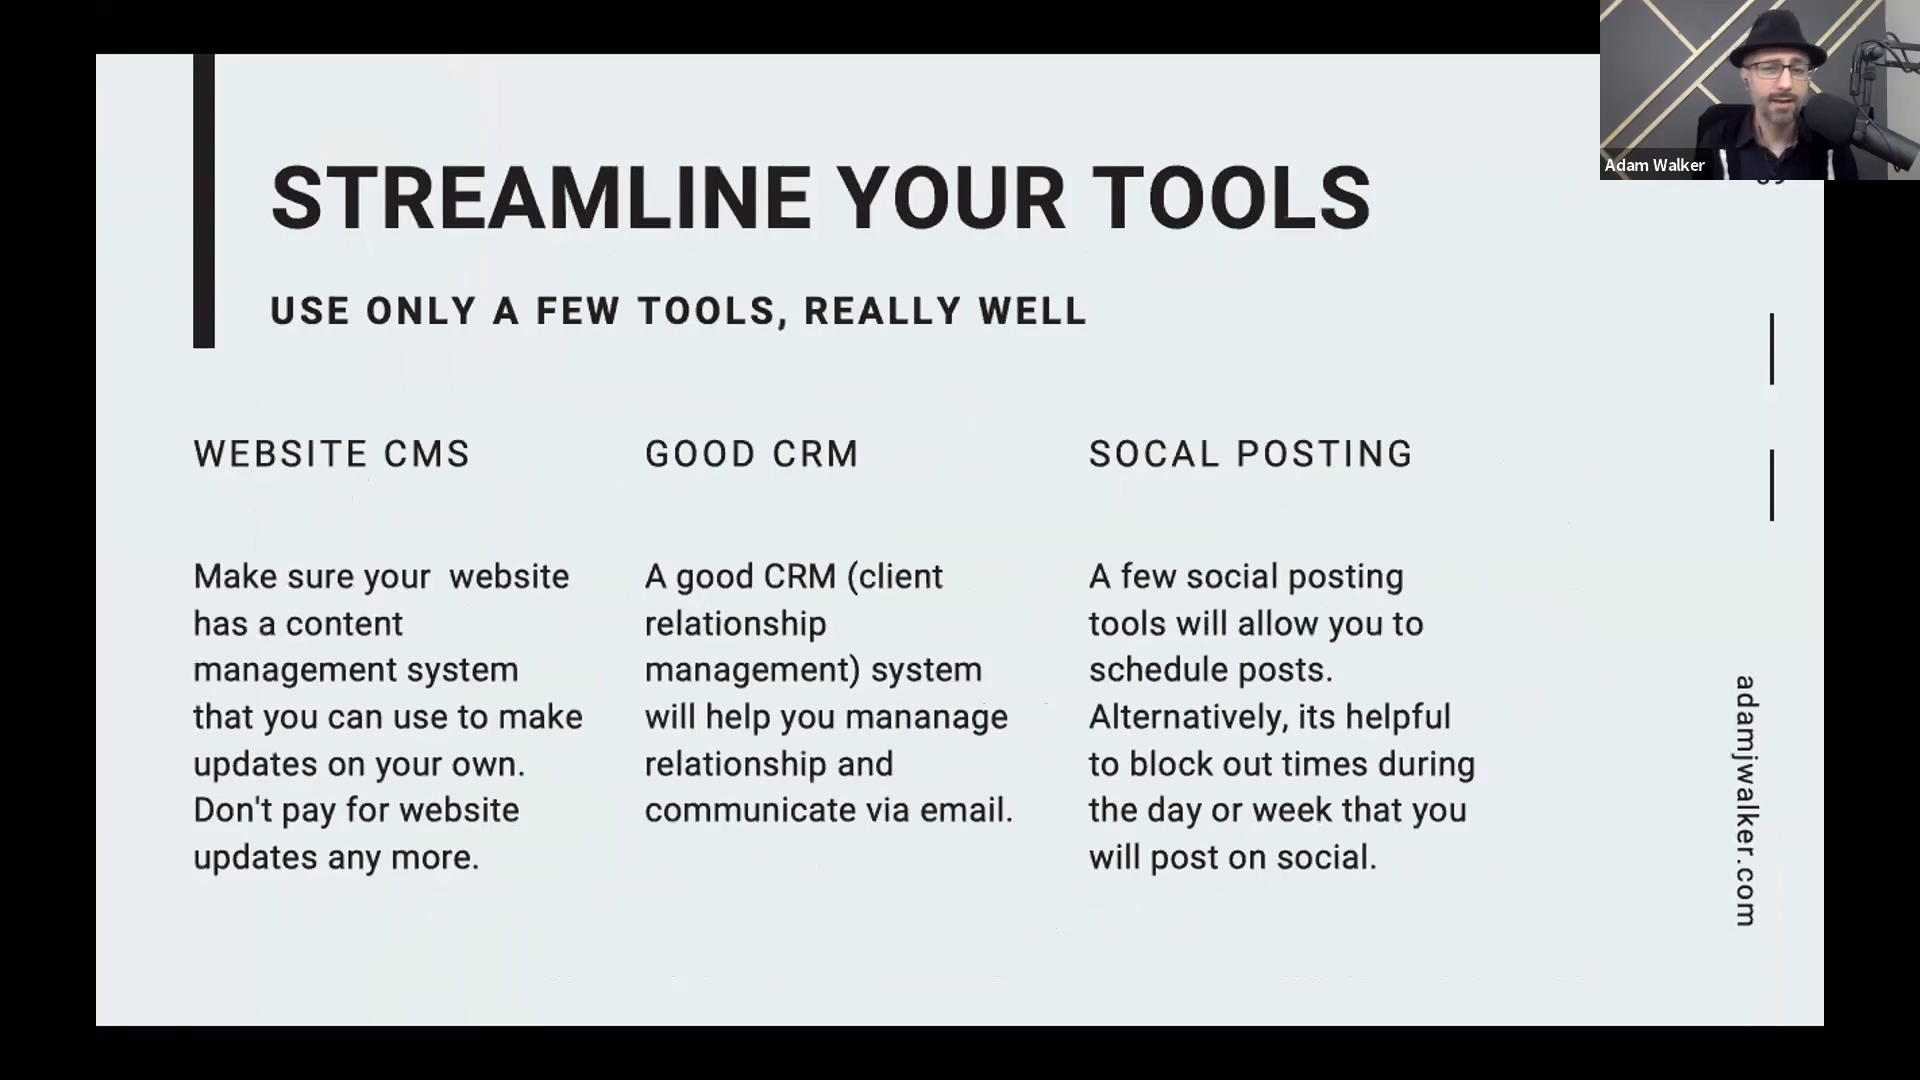 Adam Walker
STREAMLINE YOUR TOOLS
USE ONLY A FEW TOOLS, REALLY WELL
WEBSITE CMS
Make sure your  website
has a content
management system
that you can use to make
updates on your own.
Don't pay for website
updates any more.
GOOD CRM
A good CRM (client
relationship
management) system
will help you mananage
relationship and
communicate via email.
SOCAL POSTING
A few social posting
tools will allow you to
schedule posts.
Alternatively, its helpful
to block out times during
the day or week that you
will post on social.
adamjwalker.com